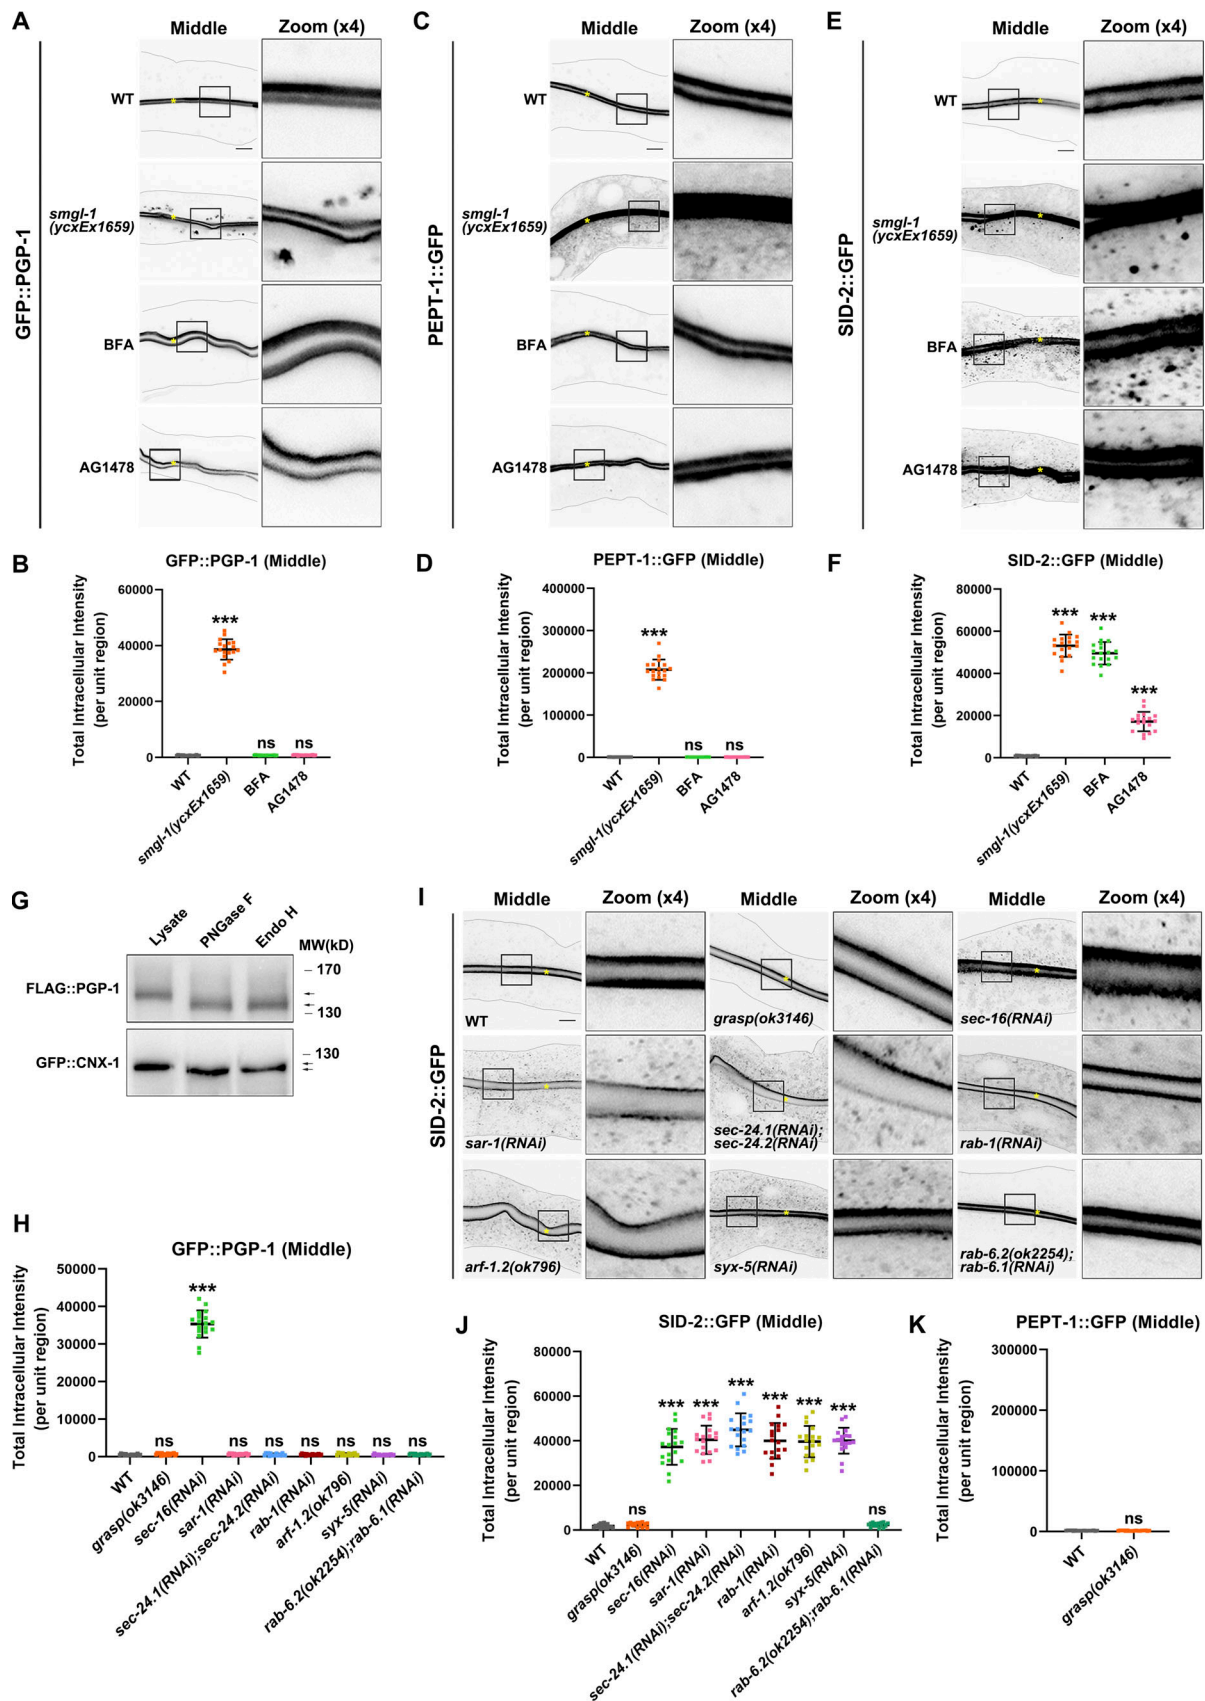 A
Middle
Zoom (x4)
GFP::PGP-1
WT
*
smgl-1
(ycxEx1659)
*
BFA
*
AG1478
*
C
Middle
Zoom (x4)
PEPT-1::GFP
WT
*
smgl-1
(ycxEx1659)
*
BFA
*
AG1478
*
E
Middle
Zoom (x4)
SID-2::GFP
WT
*
smgl-1
(ycxEx1659)
*
BFA
*
AG1478
*
B
GFP::PGP-1 (Middle)
Total Intracellular Intensity
(per unit region)
60000
40000
20000
0
***
ns
ns
WT
smgl-1(ycxEx1659)
BFA
AG1478
D
PEPT-1::GFP (Middle)
Total Intracellular Intensity
(per unit region)
400000
300000
200000
100000
0
***
ns
ns
WT
smgl-1(ycxEx1659)
BFA
AG1478
F
SID-2::GFP (Middle)
Total Intracellular Intensity
(per unit region)
80000
60000
40000
20000
0
***
***
***
WT
smgl-1(ycxEx1659)
BFA
AG1478
G
Lysate
PNGase F
Endo H
MW(kD)
FLAG::PGP-1
170
130
GFP::CNX-1
130
H
GFP::PGP-1 (Middle)
Total Intracellular Intensity
(per unit region)
50000
40000
30000
20000
10000
0
ns
***
ns
ns
ns
ns
ns
ns
WT
grasp(ok3146)
sec-16(RNAi)
sar-1(RNAi)
sec-24.1(RNAi);sec-24.2(RNAi)
rab-1(RNAi)
arf-1.2(ok796)
syx-5(RNAi)
rab-6.2(ok2254);rab-6.1(RNAi)
I
Middle
Zoom (x4)
Middle
Zoom (x4)
Middle
Zoom (x4)
SID-2::GFP
*
WT
*
grasp(ok3146)
*
sec-16(RNAi)
*
sar-1(RNAi)
*
sec-24.1(RNAi);
sec-24.2(RNAi)
*
rab-1(RNAi)
*
arf-1.2(ok796)
*
syx-5(RNAi)
*
rab-6.2(ok2254);
rab-6.1(RNAi)
J
SID-2::GFP (Middle)
Total Intracellular Intensity
(per unit region)
80000
60000
40000
20000
0
ns
***
***
***
***
***
***
ns
WT
grasp(ok3146)
sec-16(RNAi)
sar-1(RNAi)
sec-24.1(RNAi);sec-24.2(RNAi)
rab-1(RNAi)
arf-1.2(ok796)
syx-5(RNAi)
rab-6.2(ok2254);rab-6.1(RNAi)
K
PEPT-1::GFP (Middle)
Total Intracellular Intensity
(per unit region)
300000
200000
100000
0
ns
WT
grasp(ok3146)